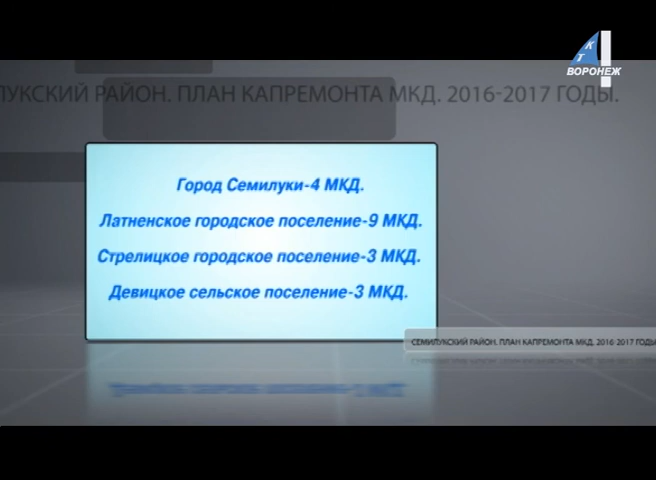 КТ
ВОРОНЕЖ
ЛУКСКИЙ РАЙОН. ПЛАН КАПРЕМОНТА МКД. 2016-2017 ГОДЫ.
Город Семилуки-4 МКД.
Латненское городское поселение-9 МКД.
Стрелицкое городское поселение-3 МКД.
Девицкое сельское поселение-3 МКД.
СЕМИЛУКСКИЙ РАЙОН. ПЛАН КАПРЕМОНТА МКД. 2016-2017 ГОДЫ